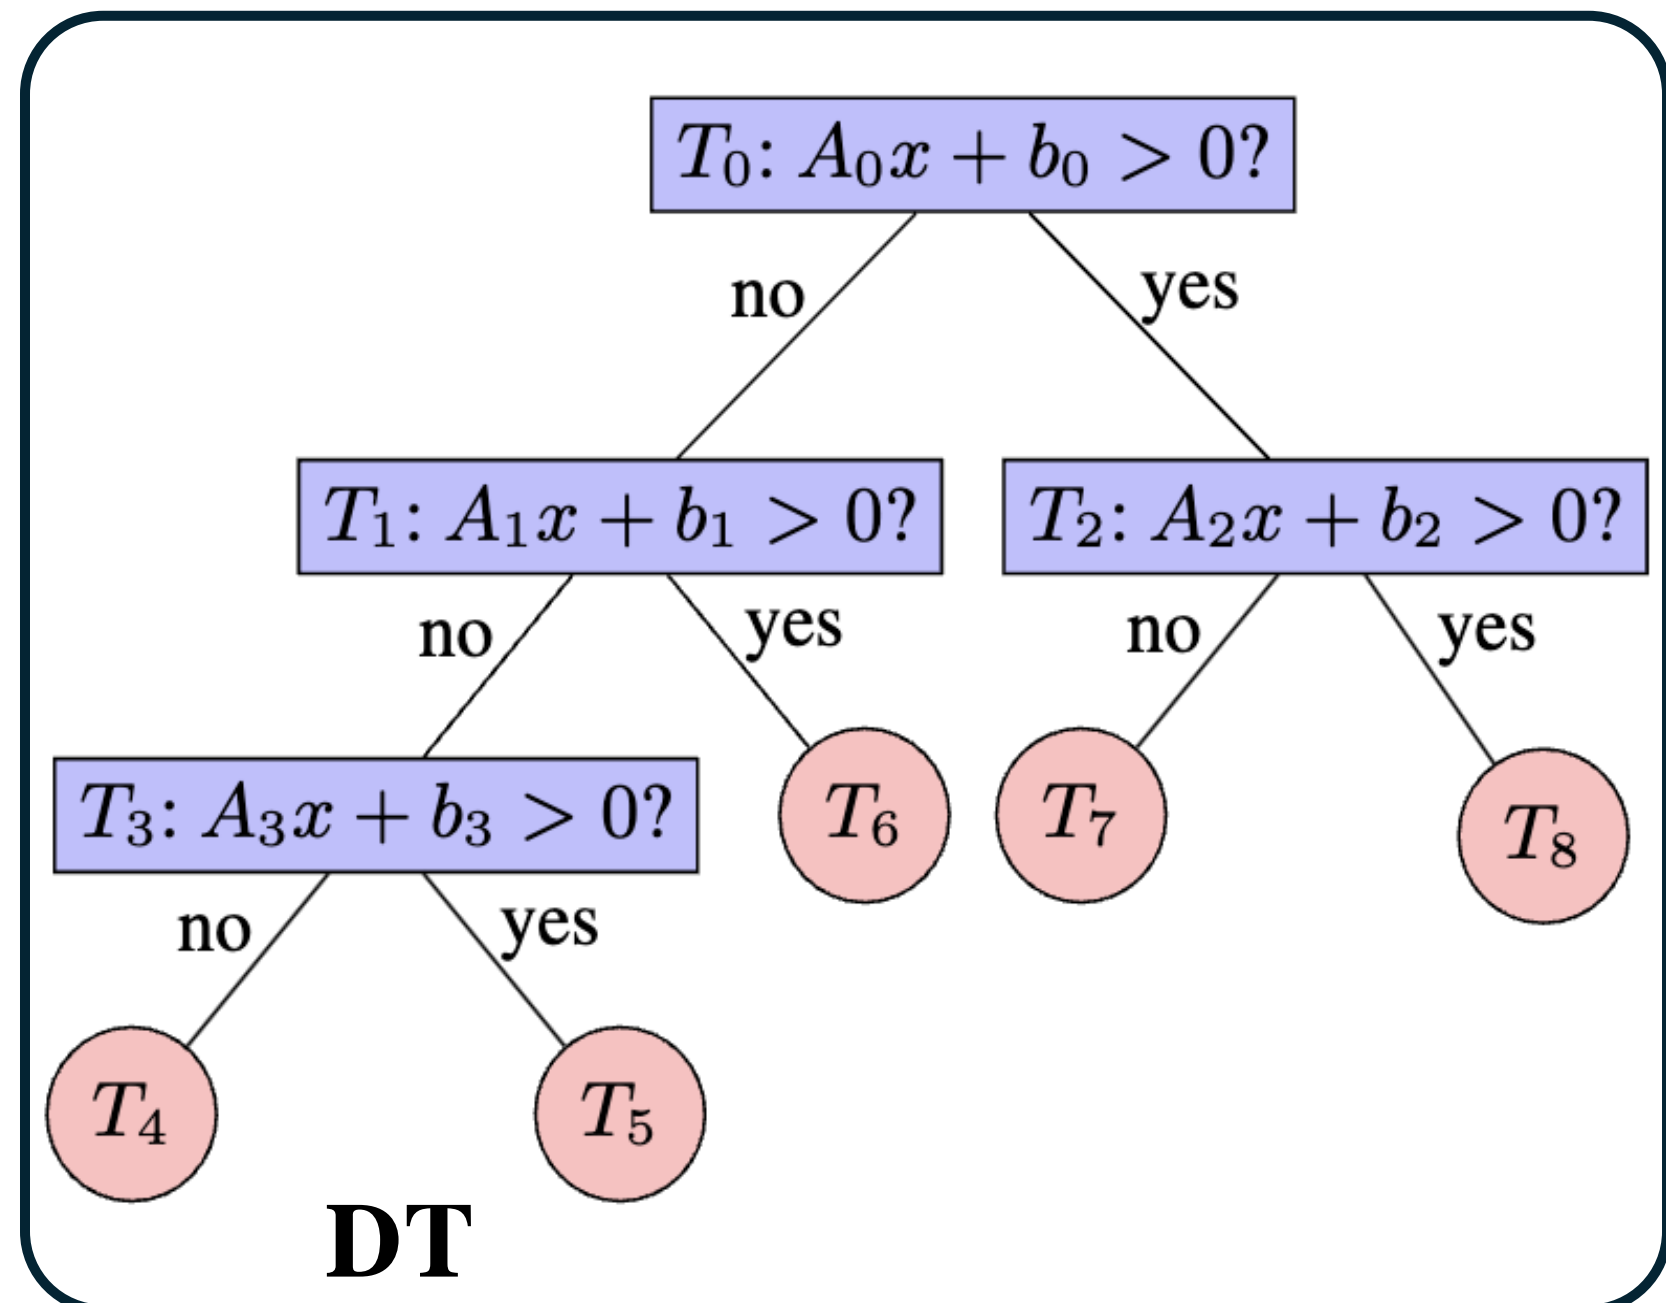 T₀: A₀x + b₀ > 0?
no
yes
T₁: A₁x + b₁ > 0?
T₂: A₂x + b₂ > 0?
no
yes
no
yes
T₃: A₃x + b₃ > 0?
T₆
T₇
T₈
no
yes
T₄
T₅
DT